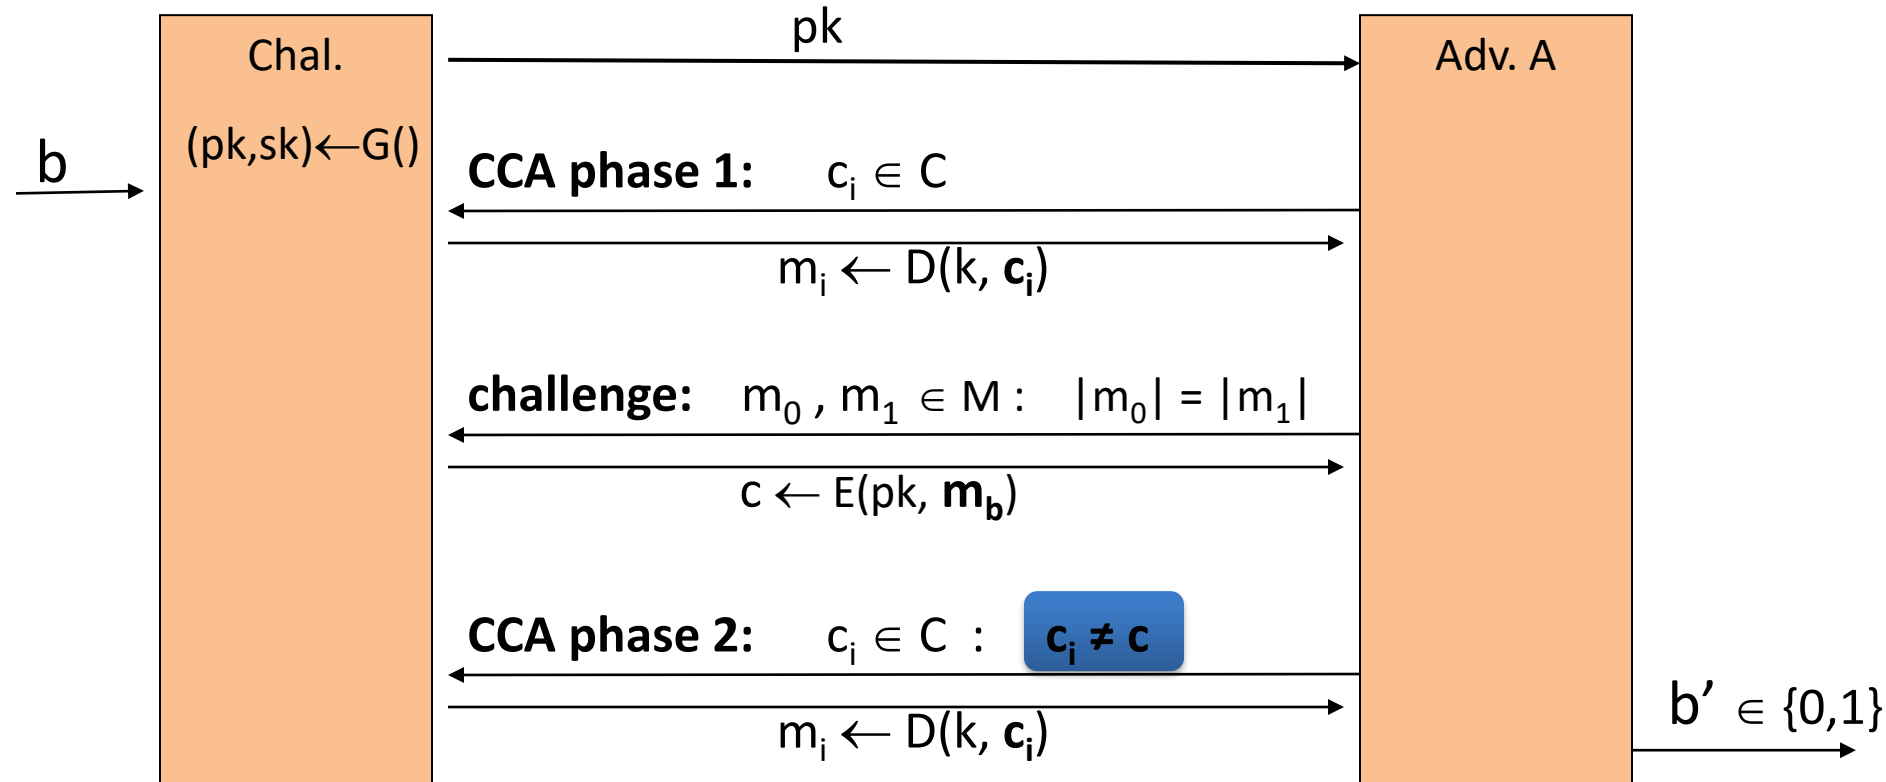 pk
Chal.
Adv. A
(pk,sk)←G()
b
CCA phase 1: cᵢ ∈ C
mᵢ ← D(k, cᵢ)
challenge: m₀ , m₁ ∈ M : |m₀| = |m₁|
c ← E(pk, m_b)
CCA phase 2: cᵢ ∈ C : cᵢ ≠ c
mᵢ ← D(k, cᵢ)
b’ ∈ {0,1}